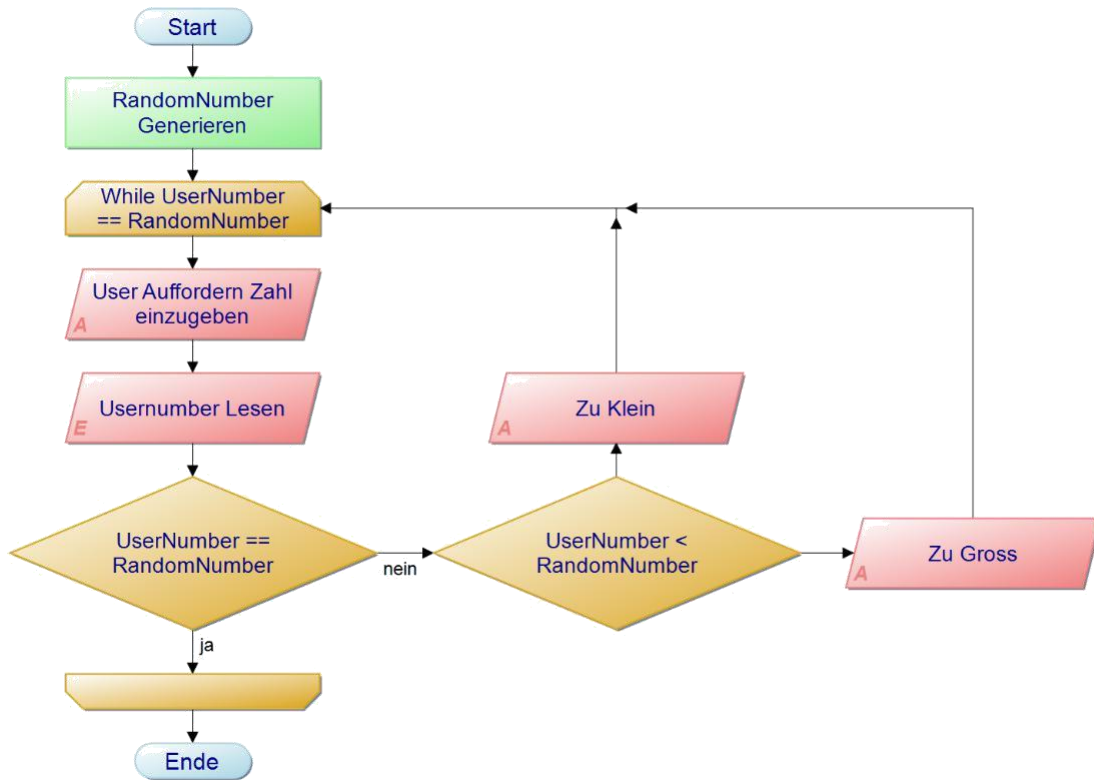 Start
RandomNumber
Generieren
While UserNumber
== RandomNumber
User Auffordern Zahl
einzugeben
A
Usernumber Lesen
E
Zu Klein
A
UserNumber ==
RandomNumber
nein
UserNumber <
RandomNumber
Zu Gross
A
ja
Ende